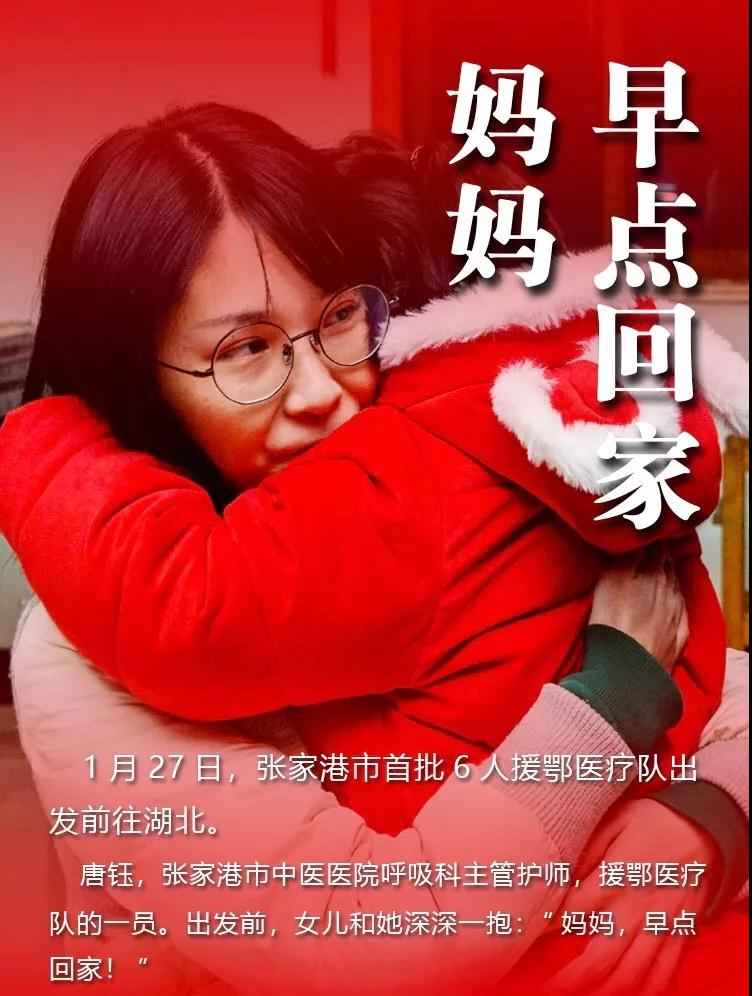 妈妈
早点回家
1月27日，张家港市首批6人援鄂医疗队出
发前往湖北。
唐钰，张家港市中医医院呼吸科主管护师，援鄂医疗
队的一员。出发前，女儿和她深深一抱：“妈妈，早点
回家！”